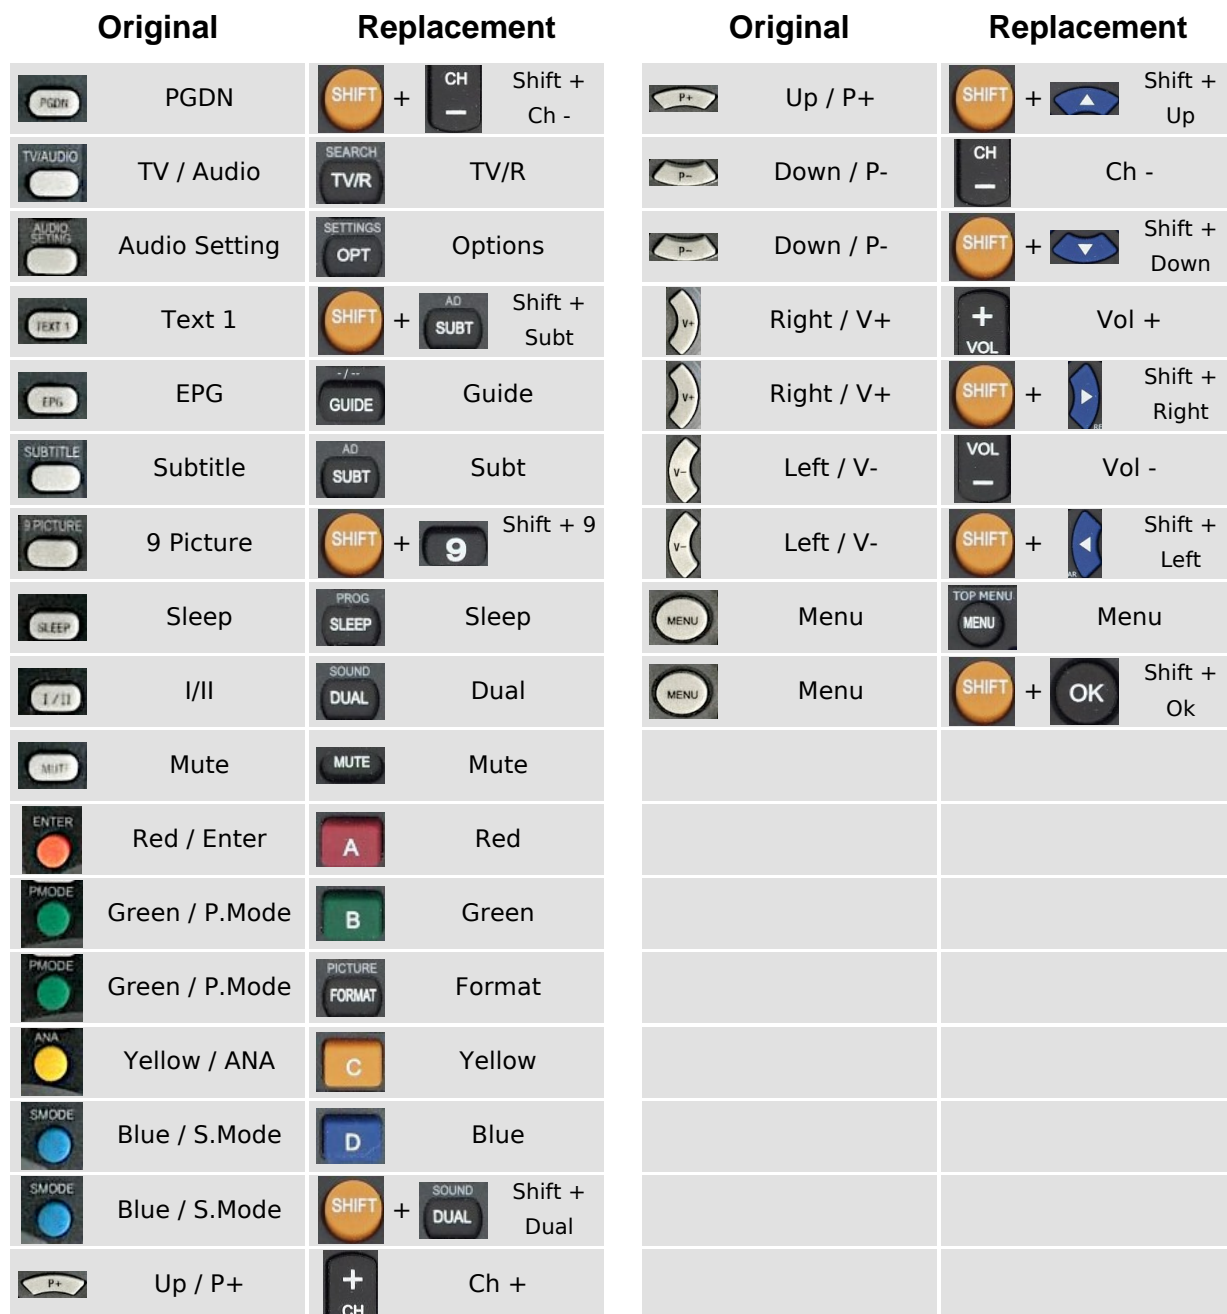 Original Replacement Original Replacement
PGDN PGDN SHIFT + CH Shift + Ch -
TV/AUDIO TV / Audio SEARCH TV/R TV/R
AUDIO SETING Audio Setting SETTINGS OPT Options
TEXT 1 Text 1 SHIFT + AD SUBT Shift + Subt
EPG EPG -/-- GUIDE Guide
SUBTITLE Subtitle AD SUBT Subt
9 PICTURE 9 Picture SHIFT + 9 Shift + 9
SLEEP Sleep PROG SLEEP Sleep
I/II I/II SOUND DUAL Dual
MUTE Mute MUTE Mute
ENTER Red / Enter A Red
PMODE Green / P.Mode B Green
PMODE Green / P.Mode PICTURE FORMAT Format
ANA Yellow / ANA C Yellow
SMODE Blue / S.Mode D Blue
SMODE Blue / S.Mode SHIFT + SOUND DUAL Shift + Dual
P+ Up / P+ + CH Ch +
P+ Up / P+ SHIFT + Shift + Up
P- Down / P- CH - Ch -
P- Down / P- SHIFT + Shift + Down
V+ Right / V+ + VOL Vol +
V+ Right / V+ SHIFT + Shift + Right
V- Left / V- VOL - Vol -
V- Left / V- SHIFT + Shift + Left
MENU Menu TOP MENU MENU Menu
MENU Menu SHIFT + OK Shift + Ok